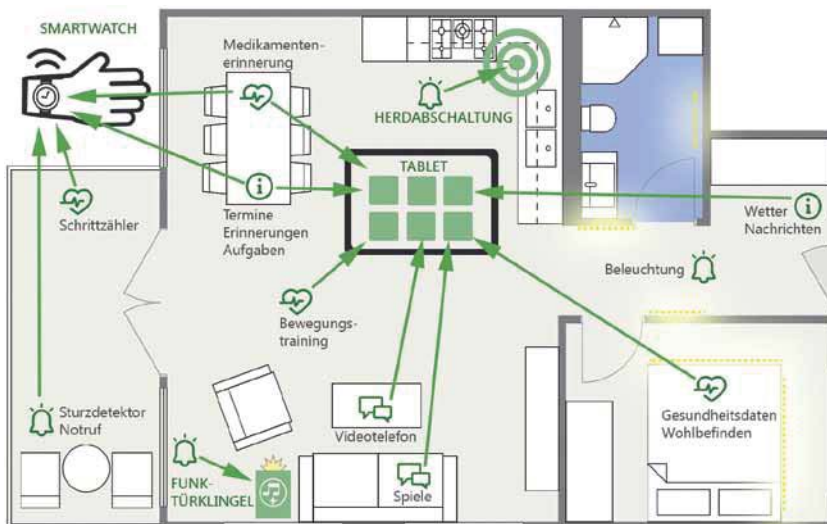 SMARTWATCH
Medikamenten-
erinnerung
HERDABSCHALTUNG
TABLET
Schrittzähler
Termine
Erinnerungen
Aufgaben
Wetter
Nachrichten
Beleuchtung
Bewegungs-
training
Sturzdetektor
Notruf
Videotelefon
Gesundheitsdaten
Wohlbefinden
FUNK-
TÜRKLINGEL
Spiele